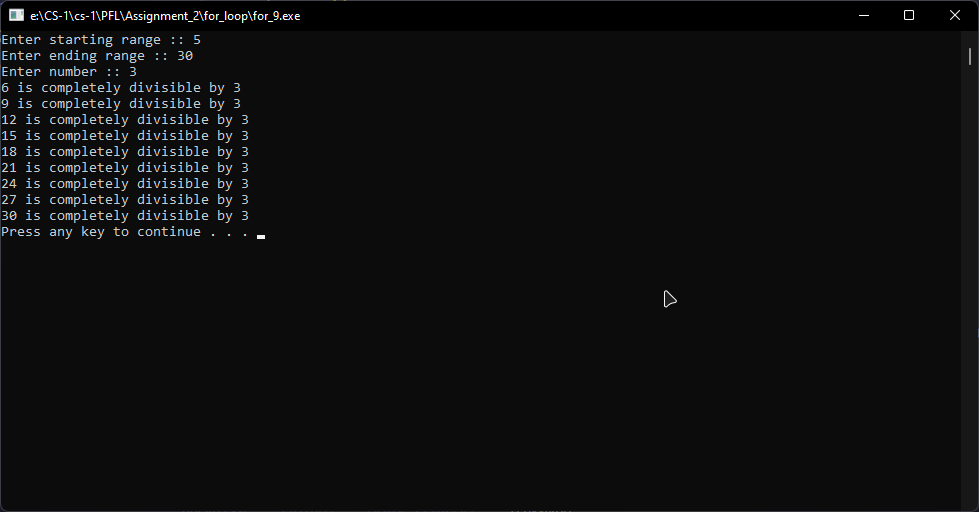 e:\CS-1\cs-1\PFL\Assignment_2\for_loop\for_9.exe
Enter starting range :: 5
Enter ending range :: 30
Enter number :: 3
6 is completely divisible by 3
9 is completely divisible by 3
12 is completely divisible by 3
15 is completely divisible by 3
18 is completely divisible by 3
21 is completely divisible by 3
24 is completely divisible by 3
27 is completely divisible by 3
30 is completely divisible by 3
Press any key to continue . . .